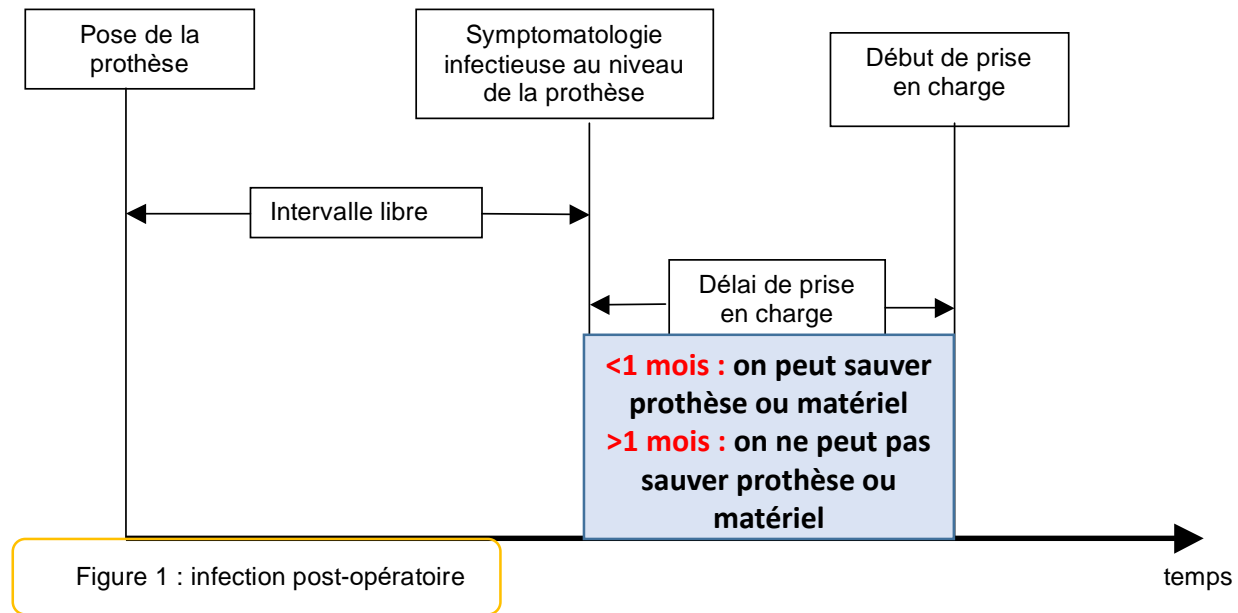 Pose de la
prothèse
Symptomatologie
infectieuse au niveau
de la prothèse
Début de prise
en charge
Intervalle libre
Délai de prise
en charge
<1 mois : on peut sauver
prothèse ou matériel
>1 mois : on ne peut pas
sauver prothèse ou
matériel
Figure 1 : infection post-opératoire
temps